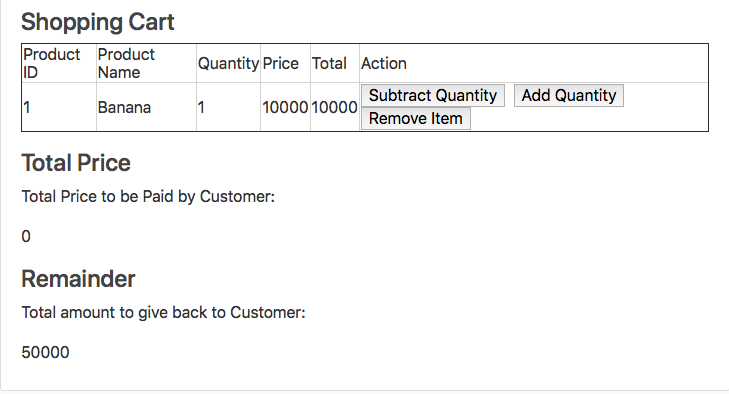 Shopping Cart
Product ID Product Name Quantity Price Total Action
1 Banana 1 10000 10000 Subtract Quantity Add Quantity
Remove Item
Total Price
Total Price to be Paid by Customer:
0
Remainder
Total amount to give back to Customer:
50000